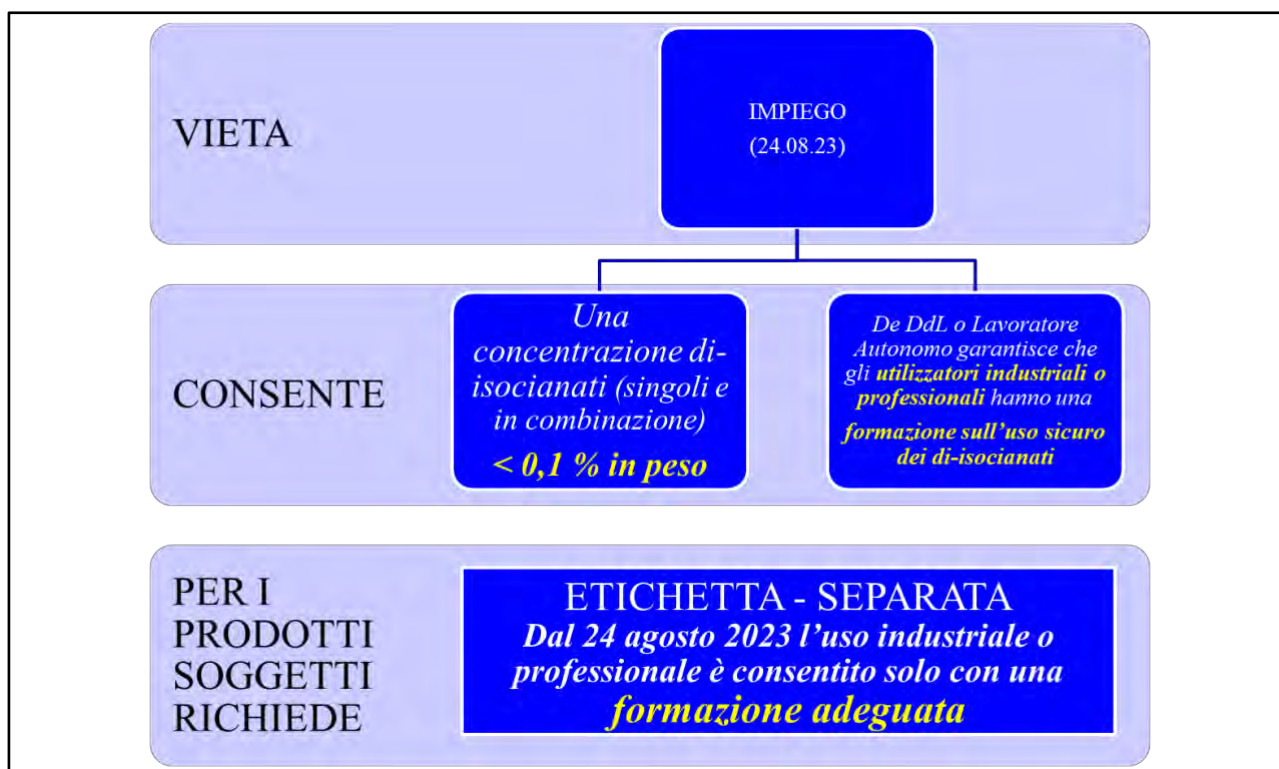 VIETA
IMPIEGO
(24.08.23)
CONSENTE
Una
concentrazione di-
isocianati (singoli e
in combinazione)
< 0,1 % in peso
De DdL o Lavoratore
Autonomo garantisce che
gli utilizzatori industriali o
professionali hanno una
formazione sull’uso sicuro
dei di-isocianati
PER I
PRODOTTI
SOGGETTI
RICHIEDE
ETICHETTA - SEPARATA
Dal 24 agosto 2023 l’uso industriale o
professionale è consentito solo con una
formazione adeguata